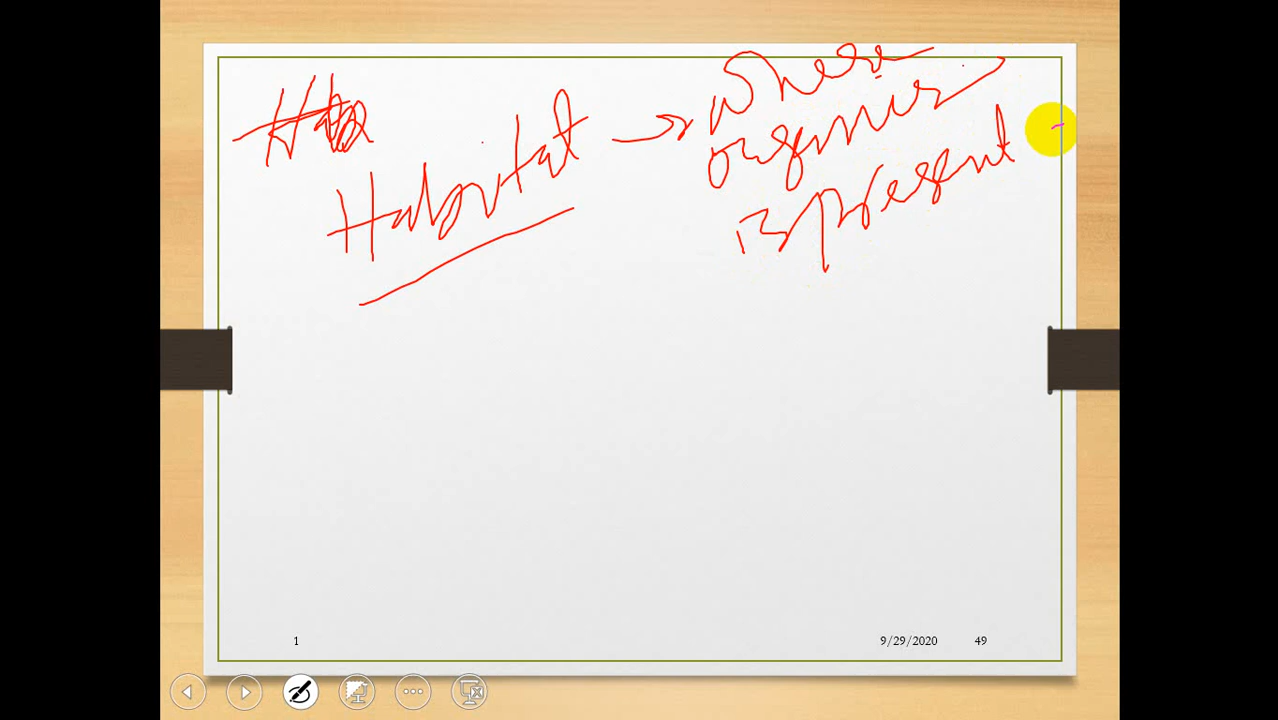 Habitat → where
organism
is present
1
9/29/2020
49